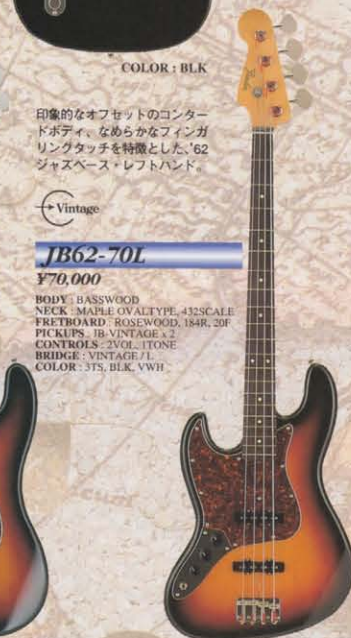 COLOR : BLK
印象的なオフセットのコンター
ドボディ、なめらかなフィンガ
リングタッチを特徴とした、'62
ジャズベース・レフトハンド。
Vintage
JB62-70L
¥70,000
BODY : BASSWOOD
NECK : MAPLE OVALTYPE, 432SCALE
FRETBOARD : ROSEWOOD, 184R, 20F
PICKUPS : JB-VINTAGE x 2
CONTROLS : 2VOL, 1TONE
BRIDGE : VINTAGE / L
COLOR : 3TS, BLK, VWH